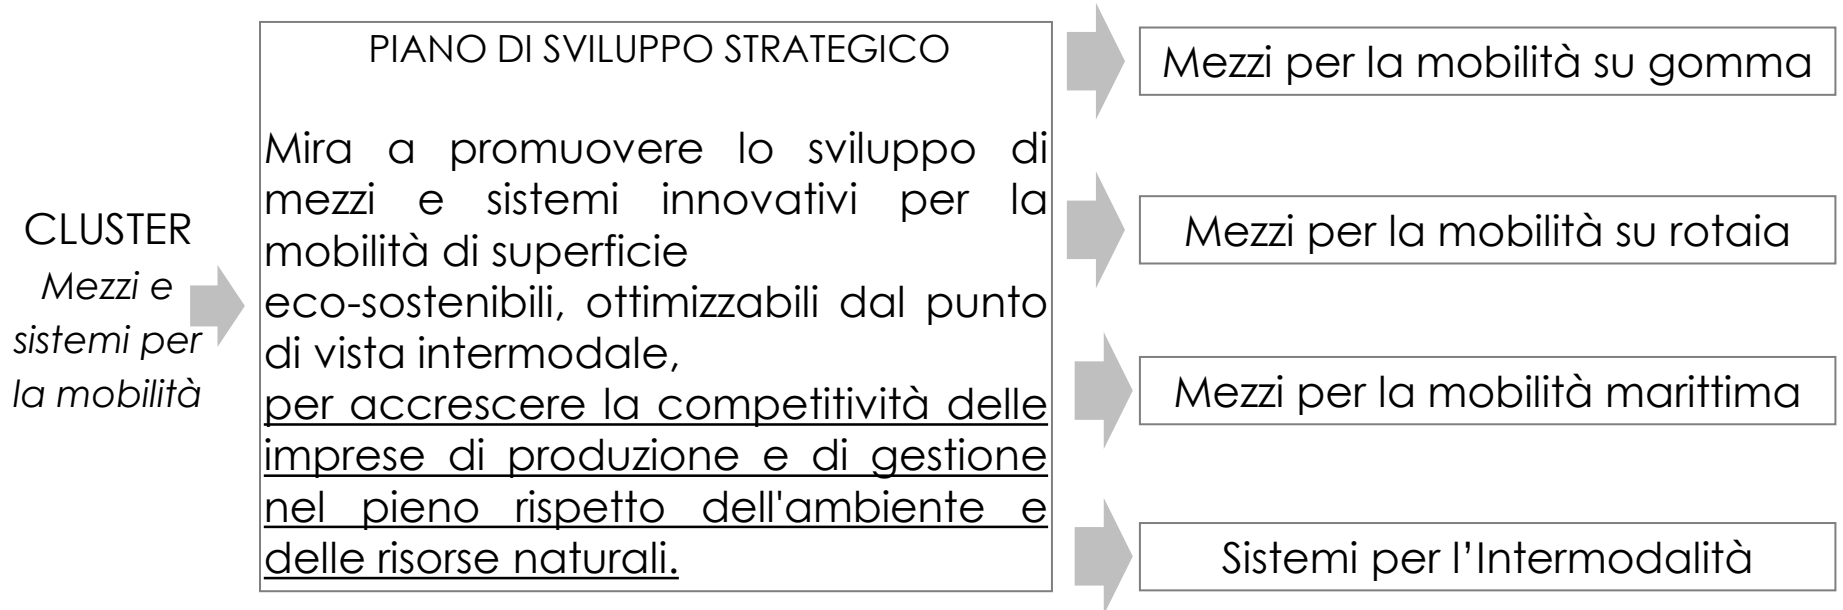 CLUSTER
Mezzi e
sistemi per
la mobilità
PIANO DI SVILUPPO STRATEGICO
Mira a promuovere lo sviluppo di
mezzi e sistemi innovativi per la
mobilità di superficie
eco-sostenibili, ottimizzabili dal punto
di vista intermodale,
per accrescere la competitività delle
imprese di produzione e di gestione
nel pieno rispetto dell'ambiente e
delle risorse naturali.
Mezzi per la mobilità su gomma
Mezzi per la mobilità su rotaia
Mezzi per la mobilità marittima
Sistemi per l’Intermodalità